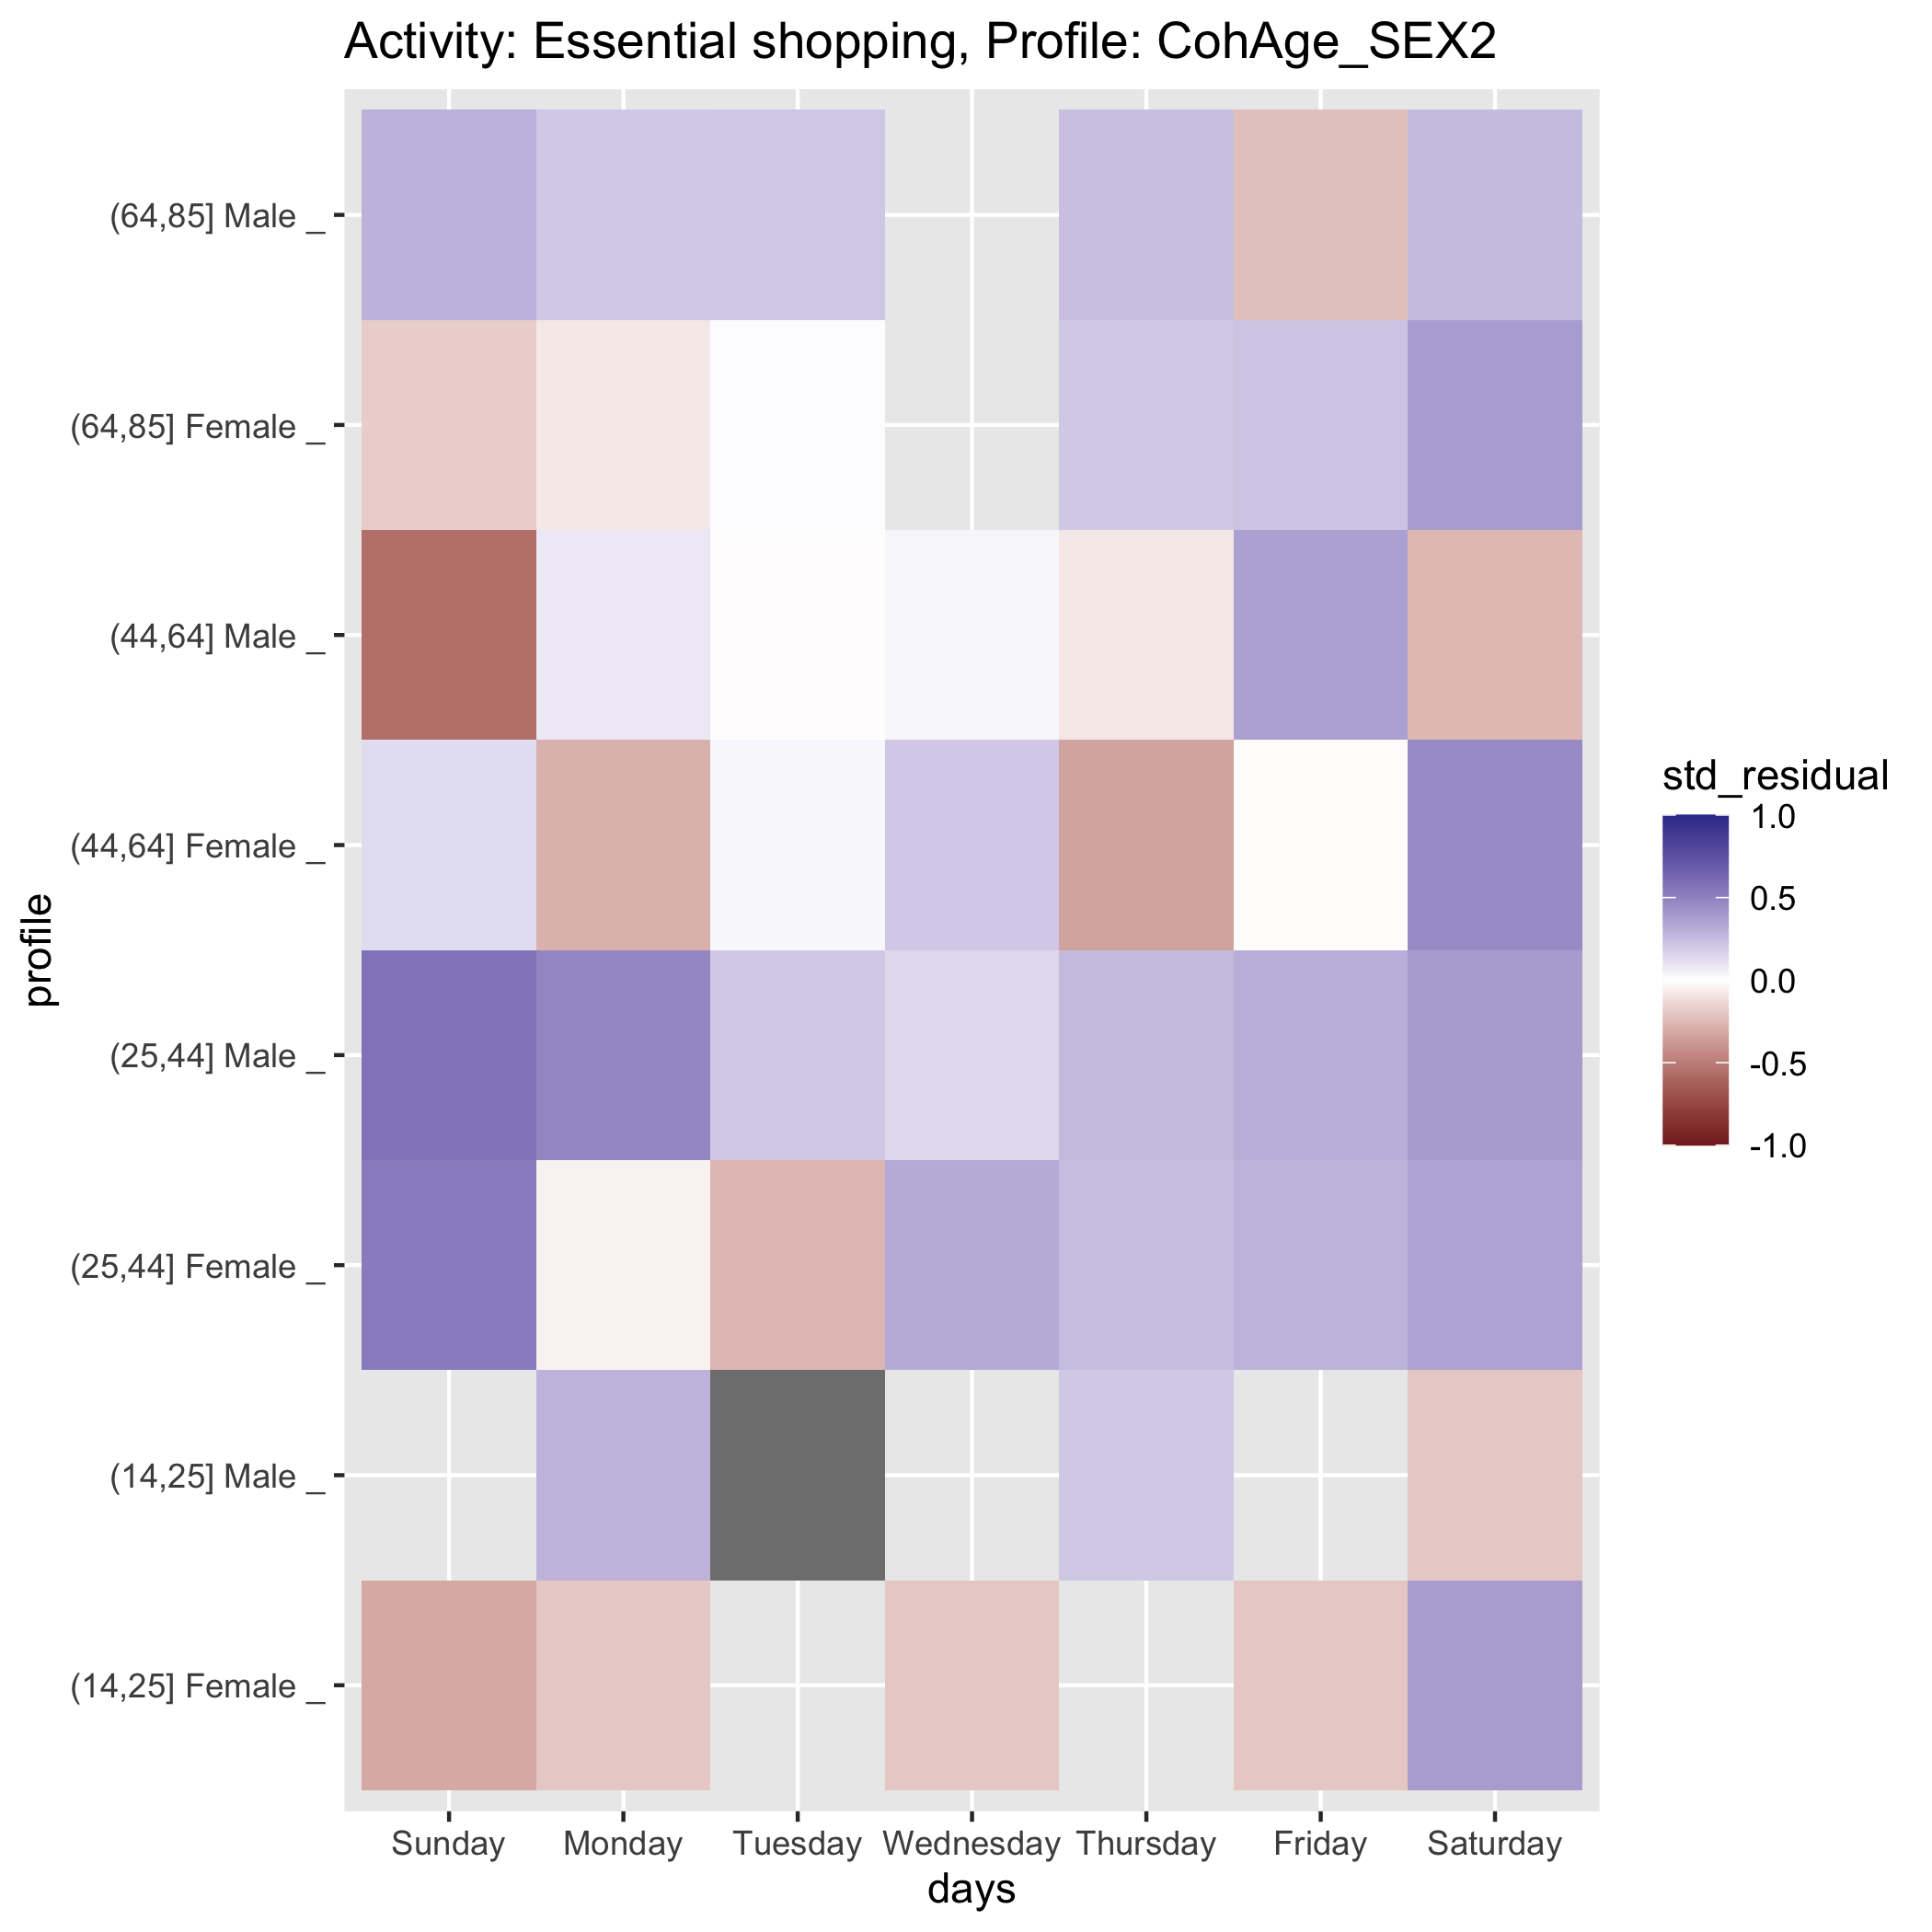 Activity: Essential shopping, Profile: CohAge_SEX2
(64,85] Male _
(64,85] Female _
(44,64] Male _
(44,64] Female _
(25,44] Male _
(25,44] Female _
(14,25] Male _
(14,25] Female _
profile
Sunday Monday Tuesday Wednesday Thursday Friday Saturday
days
std_residual
1.0
0.5
0.0
-0.5
-1.0